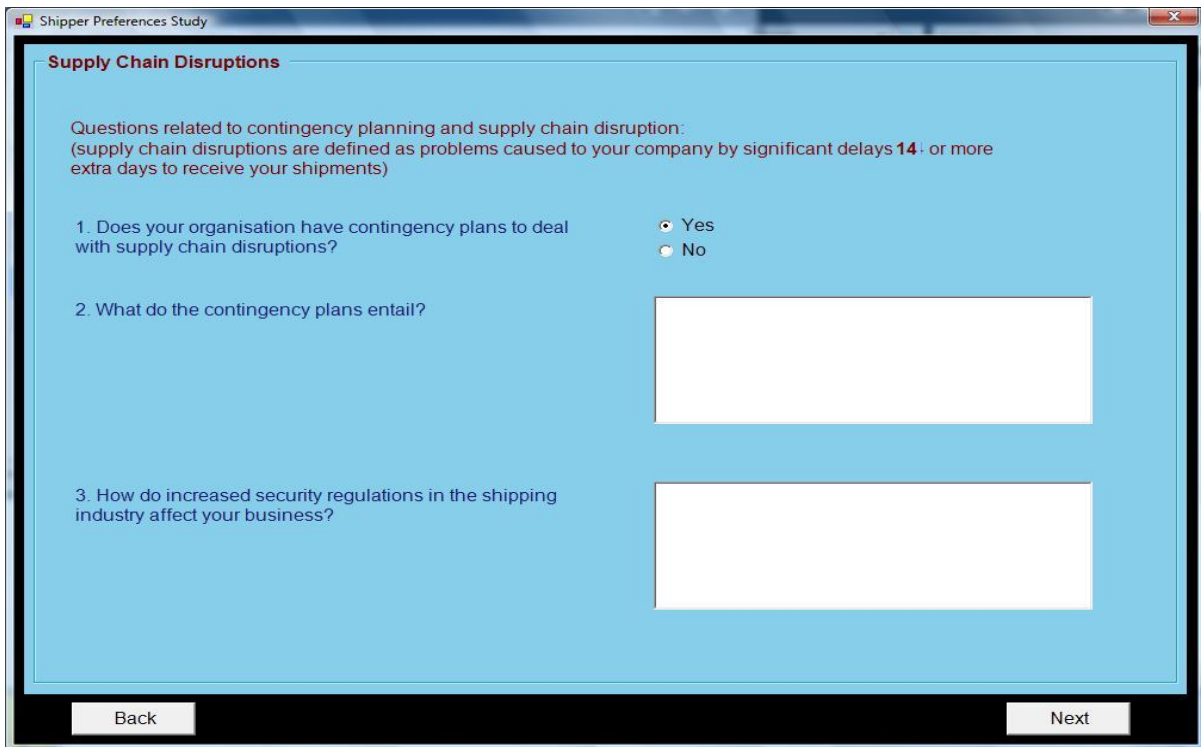 Shipper Preferences Study
Supply Chain Disruptions
Questions related to contingency planning and supply chain disruption:
(supply chain disruptions are defined as problems caused to your company by significant delays 14 or more
extra days to receive your shipments)
1. Does your organisation have contingency plans to deal
with supply chain disruptions?
Yes
No
2. What do the contingency plans entail?
3. How do increased security regulations in the shipping
industry affect your business?
Back
Next